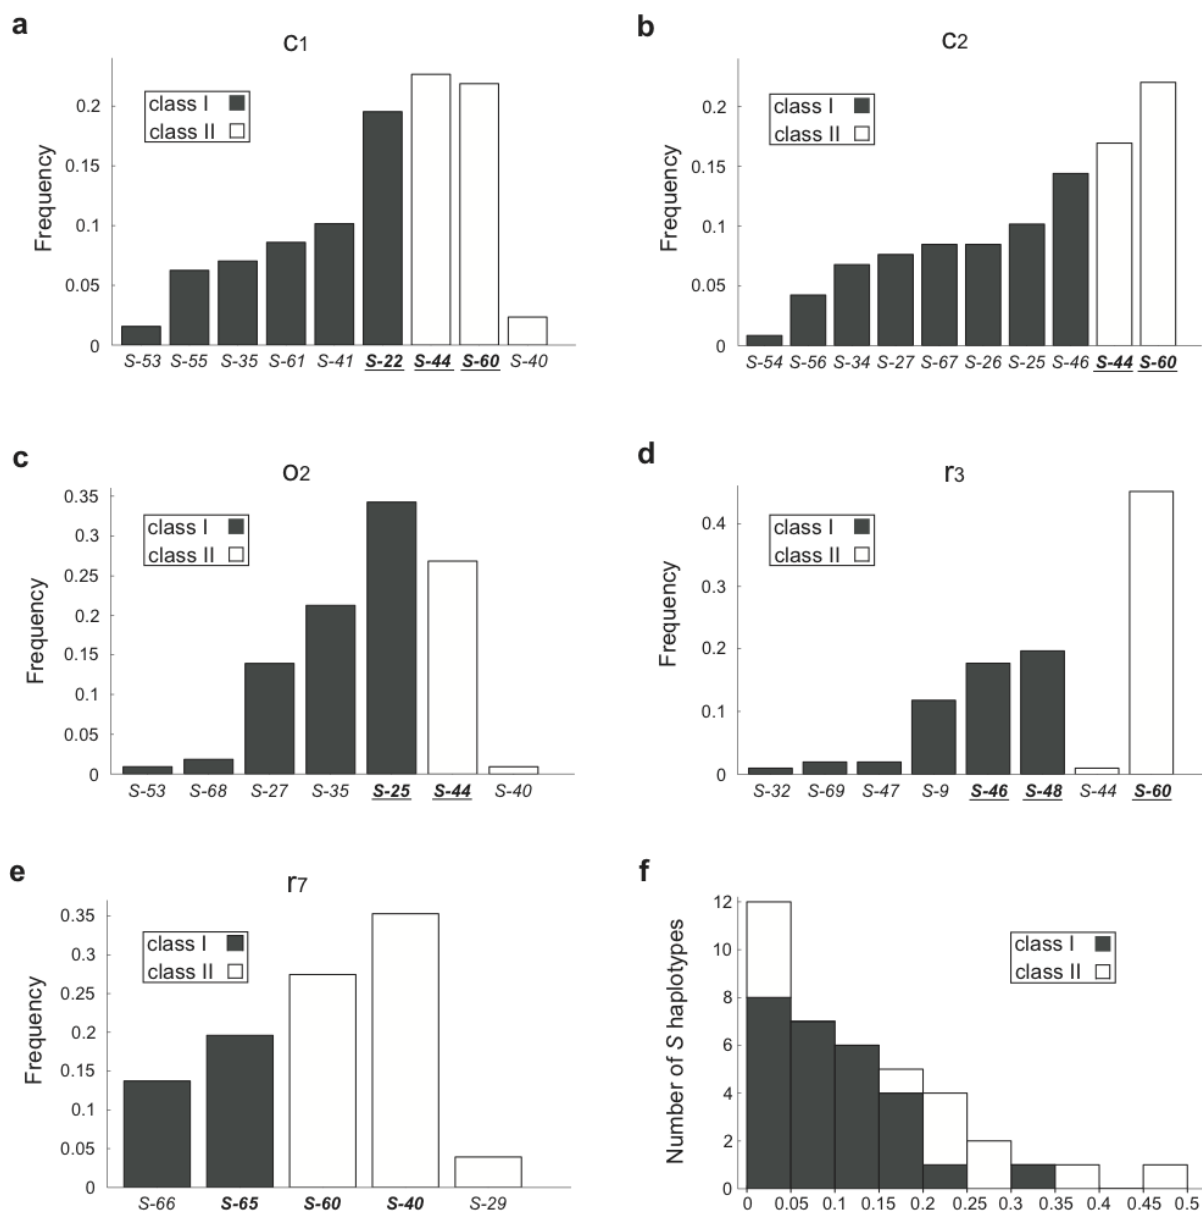 a
c1
class I
class II
Frequency
0.2
0.15
0.1
0.05
0
S-53 S-55 S-35 S-61 S-41 S-22 S-44 S-60 S-40
b
c2
class I
class II
Frequency
0.2
0.15
0.1
0.05
0
S-54 S-56 S-34 S-27 S-67 S-26 S-25 S-46 S-44 S-60
c
o2
class I
class II
Frequency
0.35
0.3
0.25
0.2
0.15
0.1
0.05
0
S-53 S-68 S-27 S-35 S-25 S-44 S-40
d
r3
class I
class II
Frequency
0.4
0.3
0.2
0.1
0
S-32 S-69 S-47 S-9 S-46 S-48 S-44 S-60
e
r7
class I
class II
Frequency
0.35
0.3
0.25
0.2
0.15
0.1
0.05
0
S-66 S-65 S-60 S-40 S-29
f
class I
class II
Number of S haplotypes
12
10
8
6
4
2
0
0 0.05 0.1 0.15 0.2 0.25 0.3 0.35 0.4 0.45 0.5